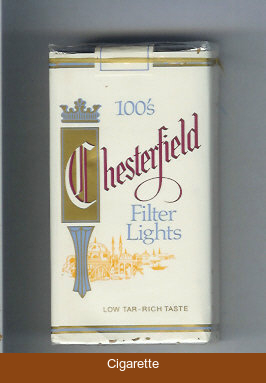 100's
Chesterfield
Filter
Lights
LOW TAR-RICH TASTE
Cigarette